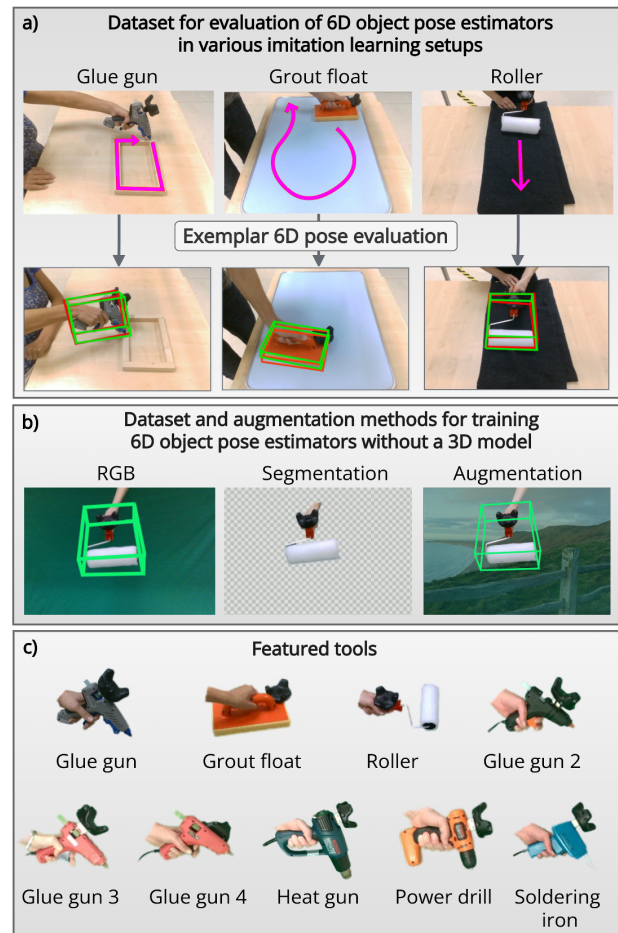 a)
Dataset for evaluation of 6D object pose estimators
in various imitation learning setups
Glue gun
Grout float
Roller
Exemplar 6D pose evaluation
b)
Dataset and augmentation methods for training
6D object pose estimators without a 3D model
RGB
Segmentation
Augmentation
c)
Featured tools
Glue gun
Grout float
Roller
Glue gun 2
Glue gun 3
Glue gun 4
Heat gun
Power drill
Soldering
iron